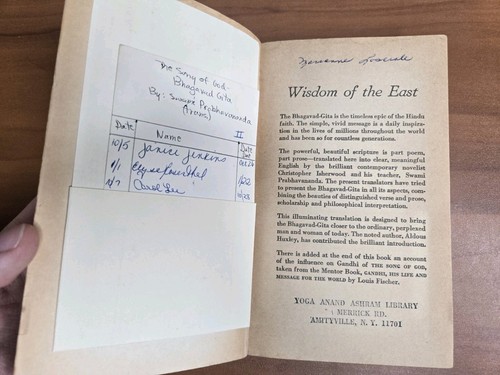 The Song of God:
Bhagavad Gita
By: Swami Prabhavananda
(Trans)
II
Date
Name
Date
10/5 Janice Jenkins Oct 26
Elyse Rosenthal
Carol Lee
Wisdom of the East
The Bhagavad-Gita is the timeless epic of the Hindu
faith. The simple, vivid message is a daily inspira-
tion in the lives of millions throughout the world
and has been so for countless generations.
The powerful, beautiful scripture is part poem,
part prose—translated here into clear, meaningful
English by the brilliant contemporary novelist
Christopher Isherwood and his teacher, Swami
Prabhavananda. The present translators have tried
to present the Bhagavad-Gita in all its aspects, com-
bining the beauties of distinguished verse and prose,
scholarship and philosophical interpretation.
This illuminating translation is designed to bring
the Bhagavad-Gita closer to the ordinary, perplexed
man and woman of today. The noted author, Aldous
Huxley, has contributed the brilliant introduction.
There is added at the end of this book an account
of the influence on Gandhi of THE SONG OF GOD,
taken from the Mentor Book, GANDHI, HIS LIFE AND
MESSAGE FOR THE WORLD by Louis Fischer.
YOGA ANAND ASHRAM LIBRARY
MERRICK RD.
AMITYVILLE, N. Y. 11701